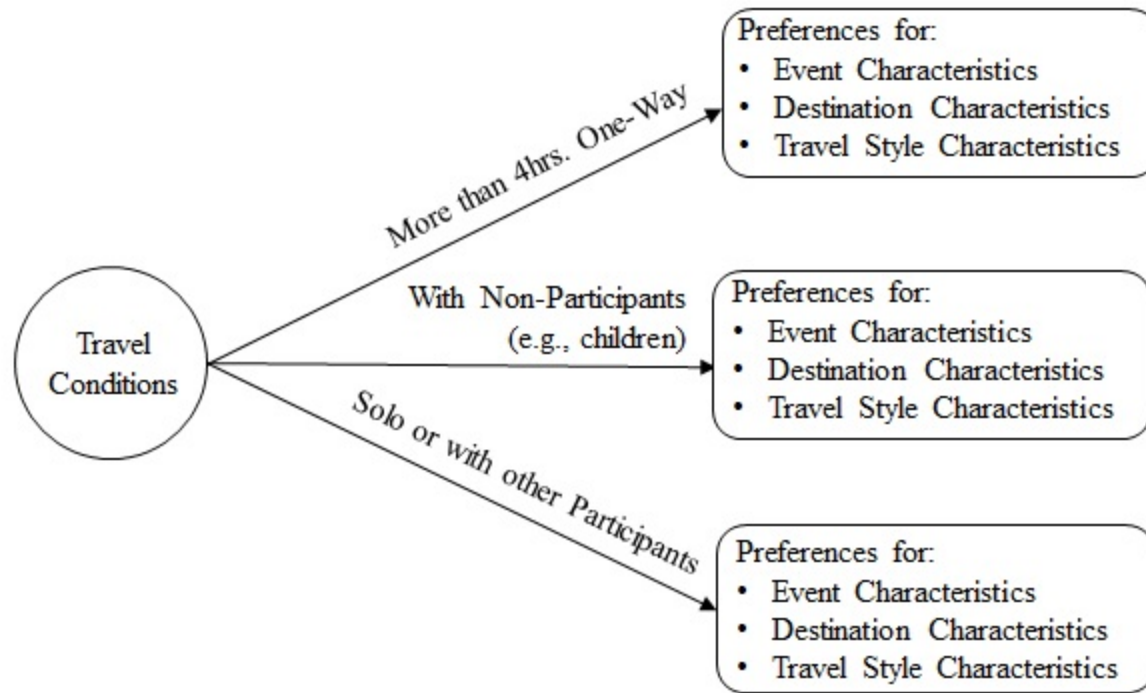 Preferences for:
• Event Characteristics
• Destination Characteristics
• Travel Style Characteristics
More than 4hrs. One-Way
With Non-Participants
(e.g., children)
Preferences for:
• Event Characteristics
• Destination Characteristics
• Travel Style Characteristics
Travel
Conditions
Solo or with other Participants
Preferences for:
• Event Characteristics
• Destination Characteristics
• Travel Style Characteristics